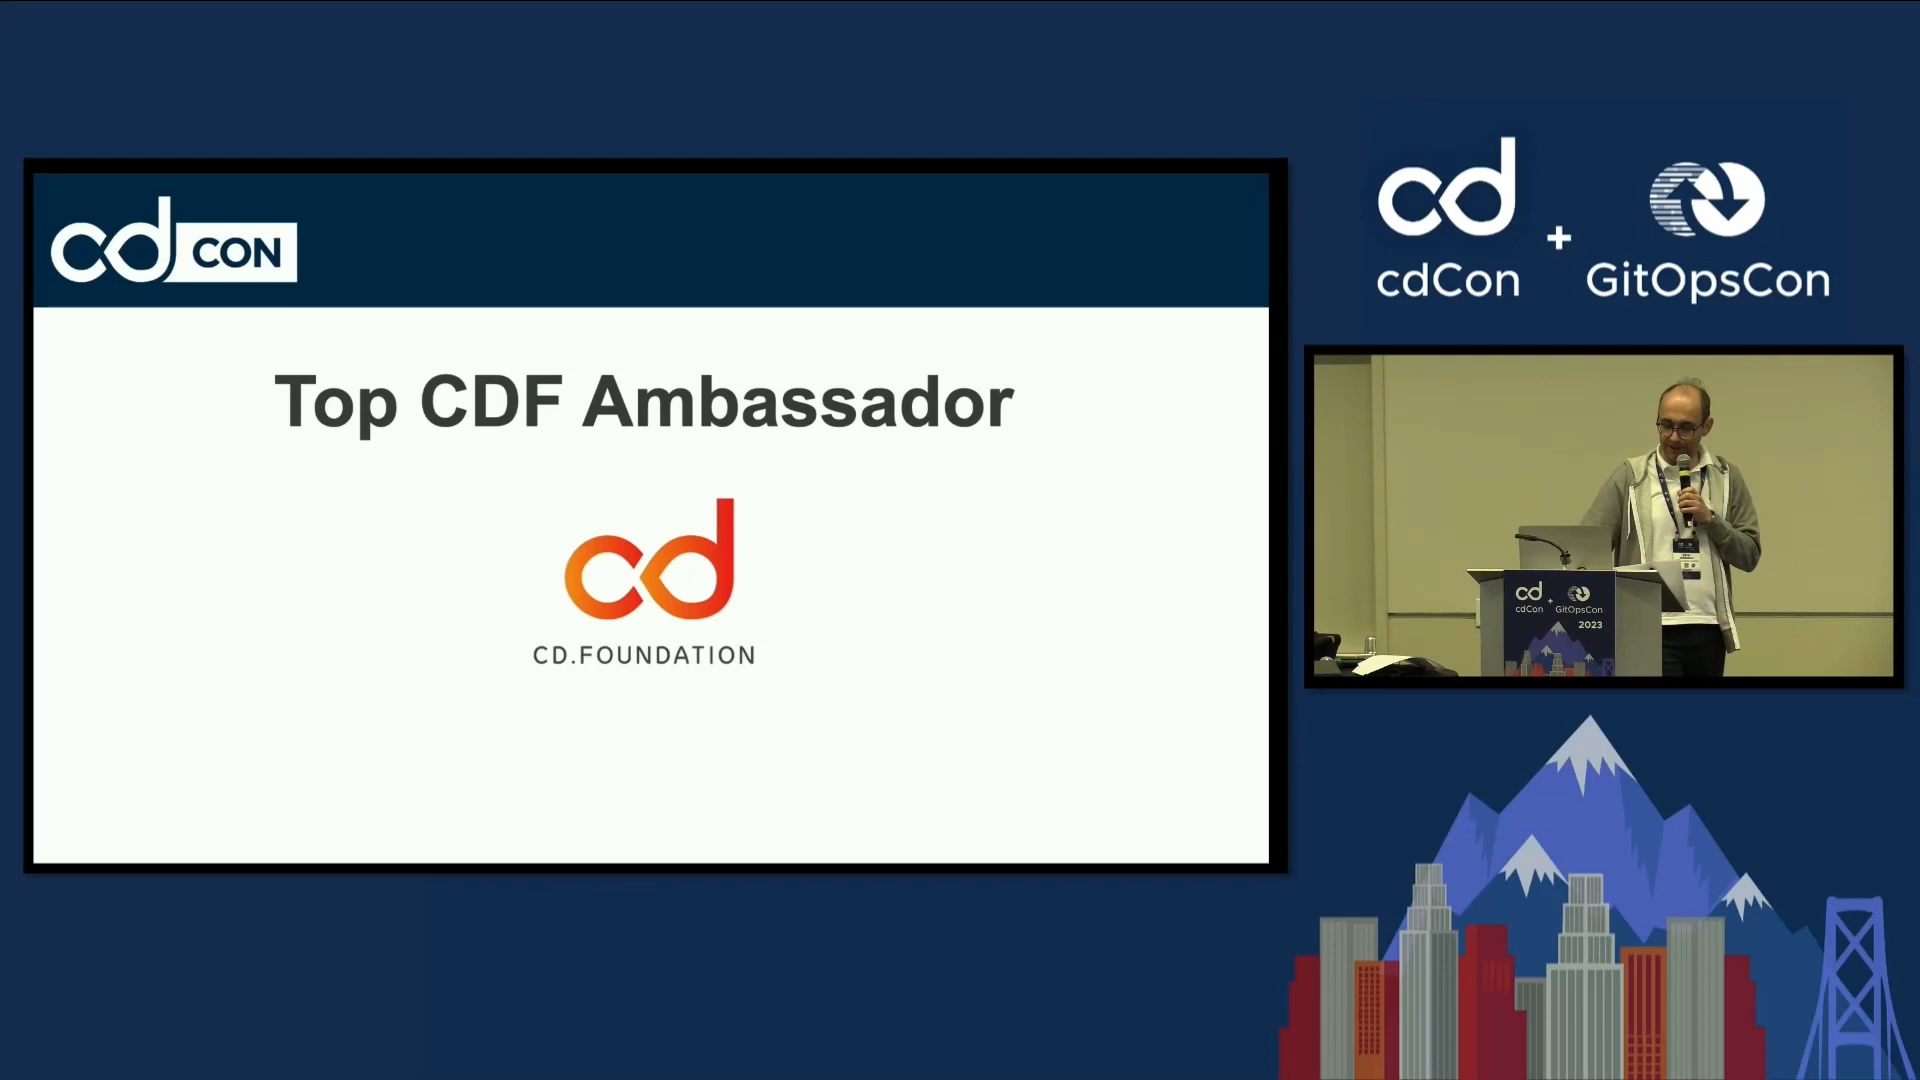 cd CON
Top CDF Ambassador
cd
CD.FOUNDATION
cd
cdCon
+
GitOpsCon
cd
cdCon
+
GitOpsCon
2023